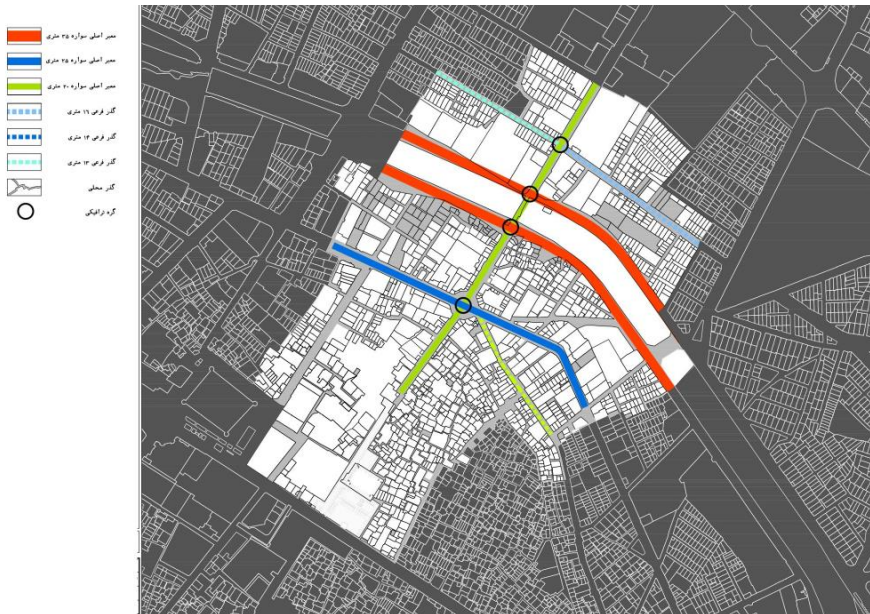 معبر اصلی سواره ۳۵ متری
معبر اصلی سواره ۲۵ متری
معبر اصلی سواره ۲۰ متری
گذر فرعی ۱۶ متری
گذر فرعی ۱۴ متری
گذر فرعی ۱۲ متری
گذر محلی
گره ترافیکی